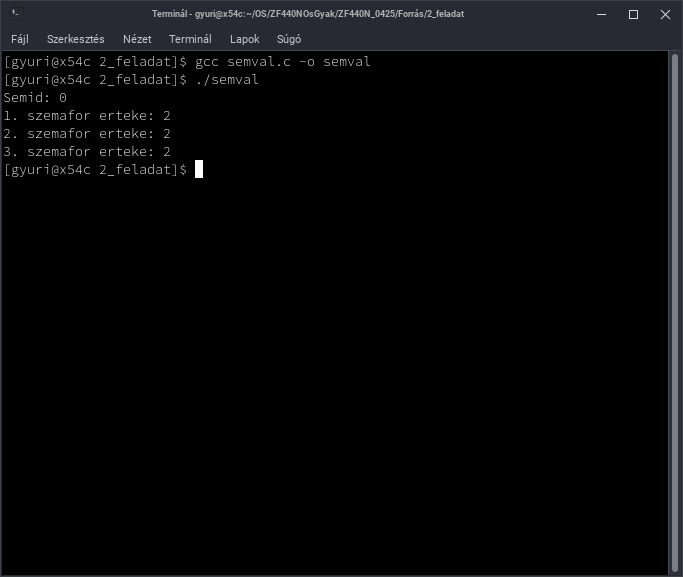 Terminál - gyuri@x54c:~/OS/ZF440NOsGyak/ZF440N_0425/Forrás/2_feladat
Fájl Szerkesztés Nézet Terminál Lapok Súgó
[gyuri@x54c 2_feladat]$ gcc semval.c -o semval
[gyuri@x54c 2_feladat]$ ./semval
Semid: 0
1. szemafor erteke: 2
2. szemafor erteke: 2
3. szemafor erteke: 2
[gyuri@x54c 2_feladat]$